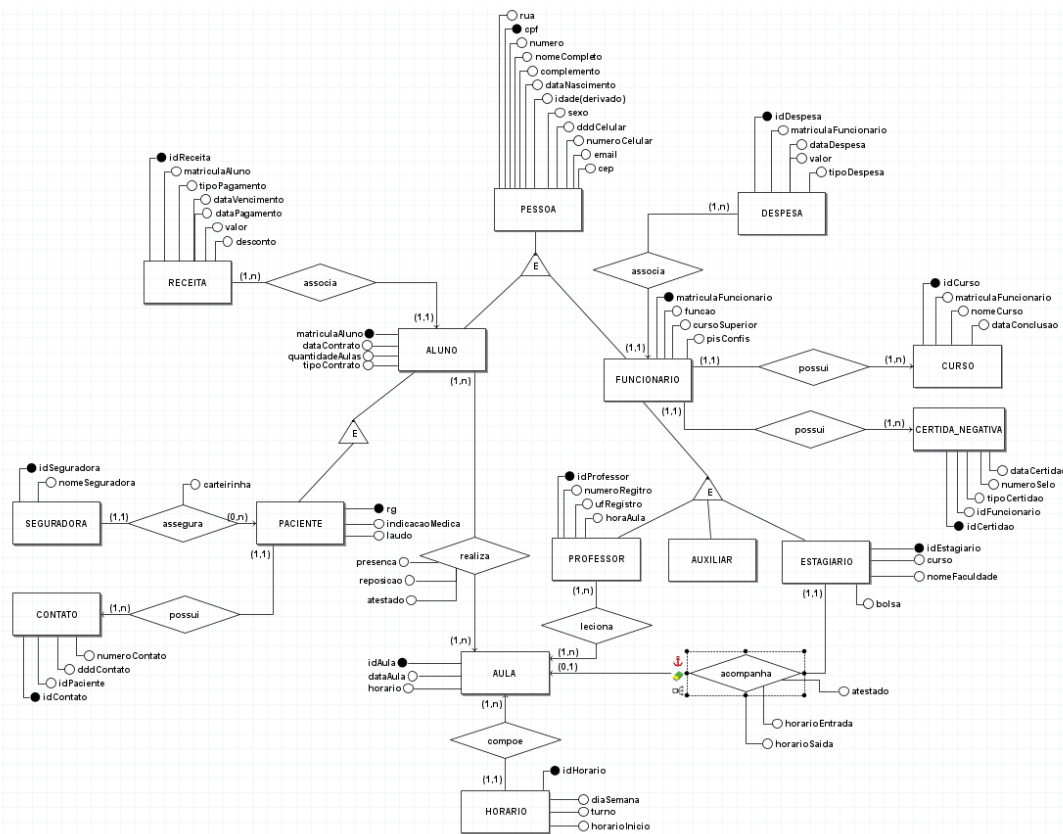 rua
cpf
numero
nomeCompleto
complemento
dataNascimento
idade(derivado)
sexo
dddCelular
numeroCelular
email
cep
PESSOA
E
idDespesa
matriculaFuncionario
dataDespesa
valor
tipoDespesa
(1,n)
DESPESA
associa
(1,1)
idReceita
matriculaAluno
tipoPagamento
dataVencimento
dataPagamento
valor
desconto
RECEITA
(1,n)
associa
(1,1)
matriculaAluno
dataContrato
quantidadeAulas
tipoContrato
ALUNO
(1,n)
matriculaFuncionario
funcao
cursoSuperior
pisConfis
FUNCIONARIO
(1,1)
possui
(1,n)
idCurso
matriculaFuncionario
nomeCurso
dataConclusao
CURSO
(1,1)
possui
(1,n)
CERTIDA_NEGATIVA
dataCertidao
numeroSelo
tipoCertidao
idFuncionario
idCertidao
E
idSeguradora
nomeSeguradora
SEGURADORA
(1,1)
carteirinha
assegura
(0,n)
PACIENTE
rg
indicacaoMedica
laudo
(1,1)
possui
(1,n)
CONTATO
numeroContato
dddContato
idPaciente
idContato
realiza
presenca
reposicao
atestado
(1,n)
E
idProfessor
numeroRegitro
ufRegistro
horaAula
PROFESSOR
(1,n)
leciona
(1,n)
AUXILIAR
ESTAGIARIO
idEstagiario
curso
nomeFaculdade
bolsa
(1,1)
acompanha
(0,1)
atestado
horarioEntrada
horarioSaida
idAula
dataAula
horario
AULA
(1,n)
compoe
(1,1)
idHorario
HORARIO
diaSemana
turno
horarioInicio